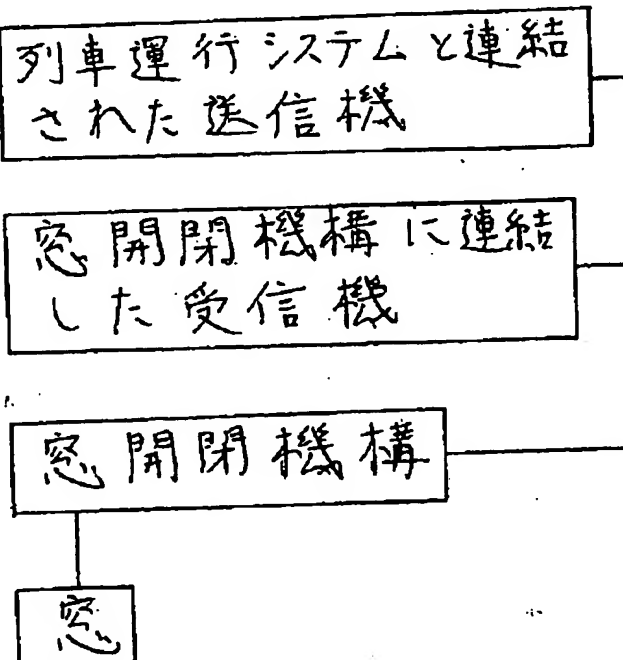 列車運行システムと連結
された送信機
窓開閉機構に連結
した受信機
窓開閉機構
窓